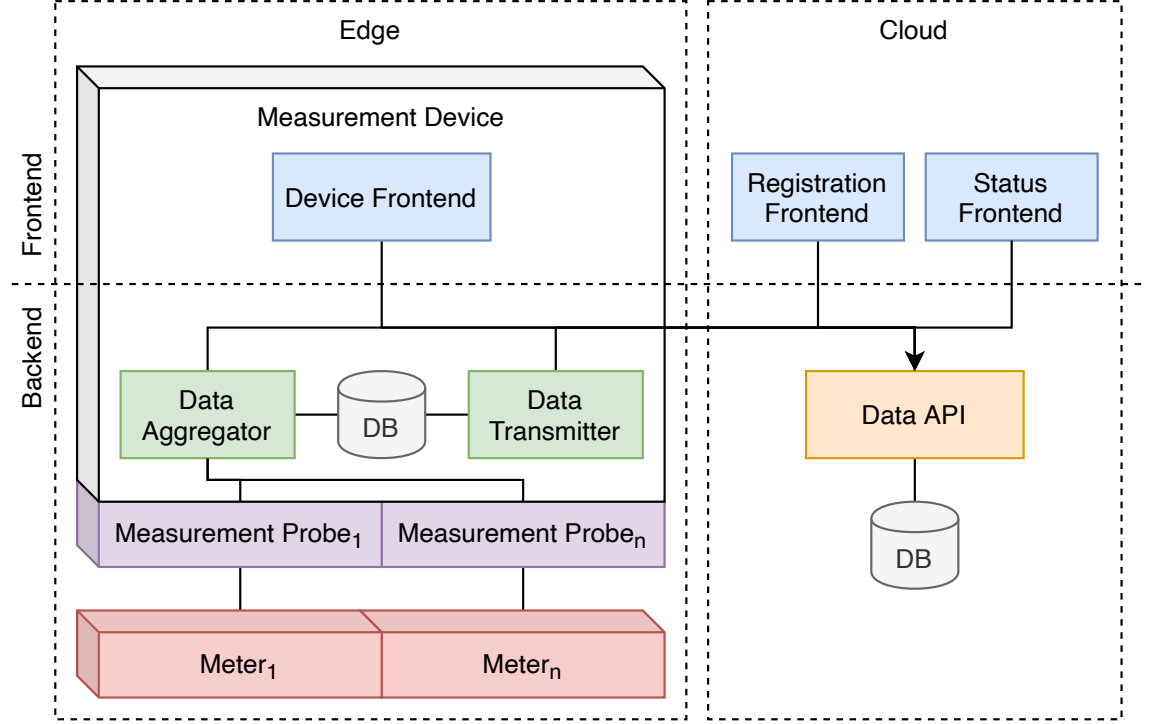 Edge
Cloud
Measurement Device
Frontend
Device Frontend
Registration
Frontend
Status
Frontend
Backend
Data
Aggregator
DB
Data
Transmitter
Data API
Measurement Probe₁
Measurement Probeₙ
DB
Meter₁
Meterₙ